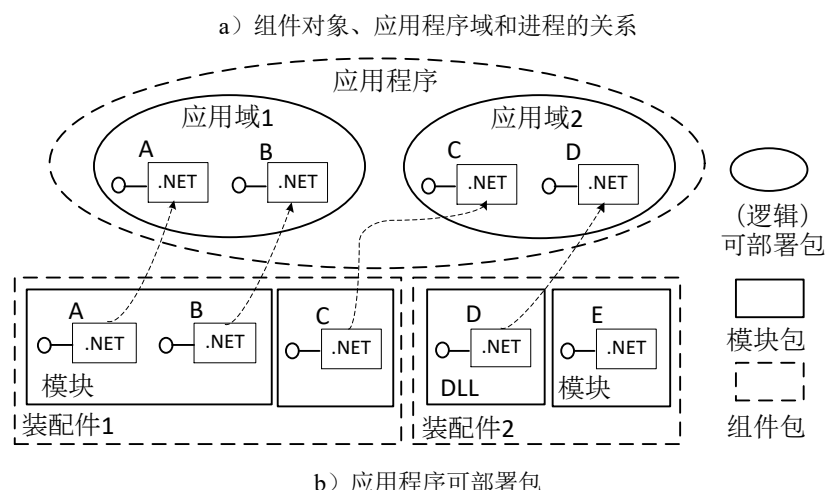 a）组件对象、应用程序域和进程的关系
应用程序
应用域1
应用域2
A
B
C
D
.NET
.NET
.NET
.NET
（逻辑）
可部署包
A
B
C
D
E
.NET
.NET
.NET
.NET
.NET
模块
DLL
模块
模块包
装配件1
装配件2
组件包
b）应用程序可部署包